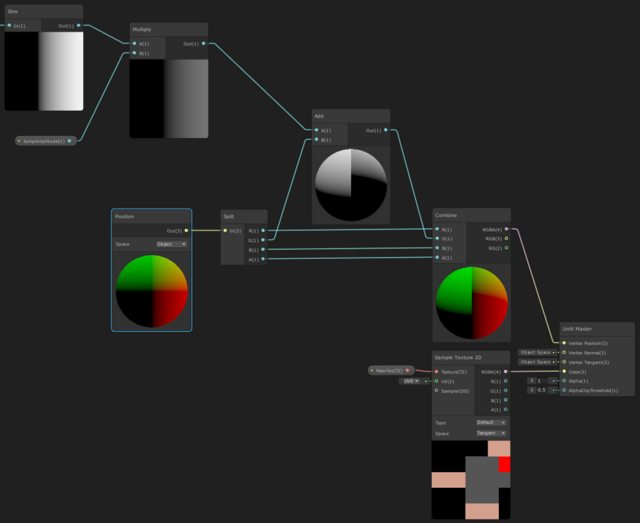 Sine
In(1) Out(1)
Multiply
A(1) Out(1)
B(1)
JumpAmplitude(1)
Add
A(1) Out(1)
B(1)
Position
Out(3)
Space Object
Split
In(3) R(1)
G(1)
B(1)
A(1)
Combine
R(1) RGBA(4)
G(1) RGB(3)
B(1) RG(2)
A(1)
Unlit Master
Vertex Position(3)
Object Space Vertex Normal(3)
Object Space Vertex Tangent(3)
Color(3)
X 1 Alpha(1)
X 0.5 AlphaClipThreshold(1)
Sample Texture 2D
MainTex(T2) Texture(T2) RGBA(4)
UV0 UV(2) R(1)
Sampler(SS) G(1)
B(1)
A(1)
Type Default
Space Tangent